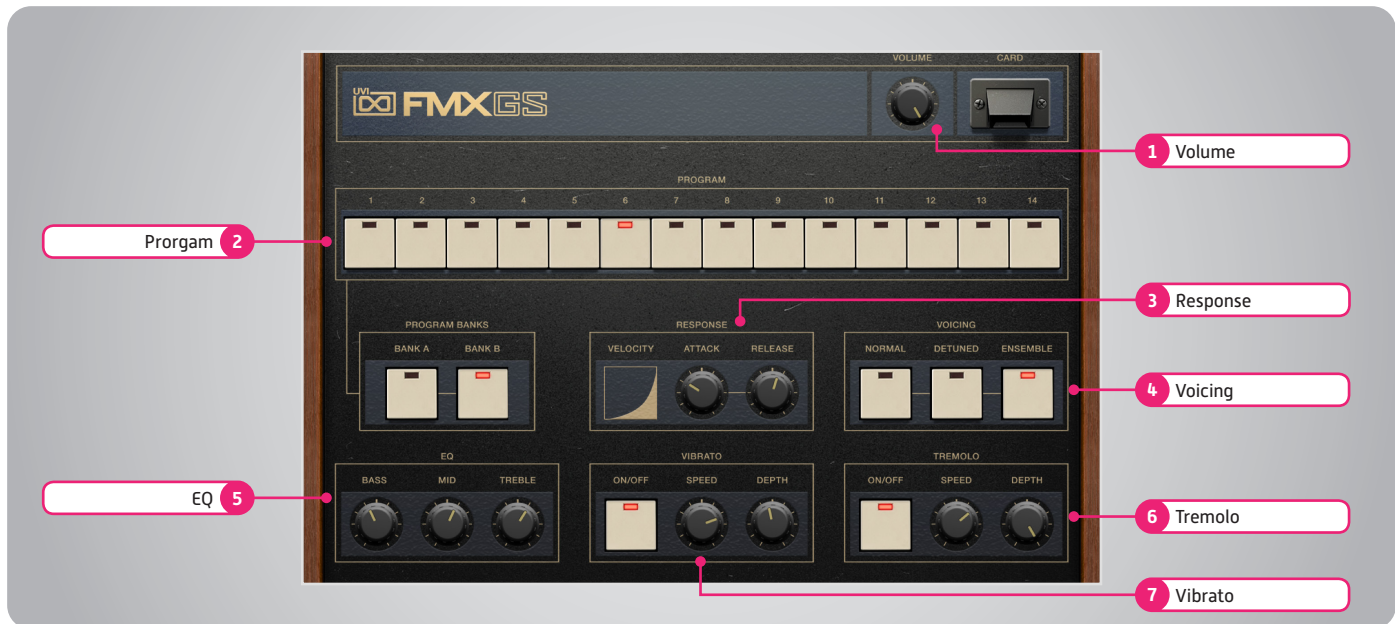 VOLUME CARD
UVI FMXGS
1 Volume
PROGRAM
1 2 3 4 5 6 7 8 9 10 11 12 13 14
Prorgam 2
3 Response
PROGRAM BANKS
BANK A BANK B
RESPONSE
VELOCITY ATTACK RELEASE
VOICING
NORMAL DETUNED ENSEMBLE
4 Voicing
EQ
BASS MID TREBLE
EQ 5
VIBRATO
ON/OFF SPEED DEPTH
TREMOLO
ON/OFF SPEED DEPTH
6 Tremolo
7 Vibrato